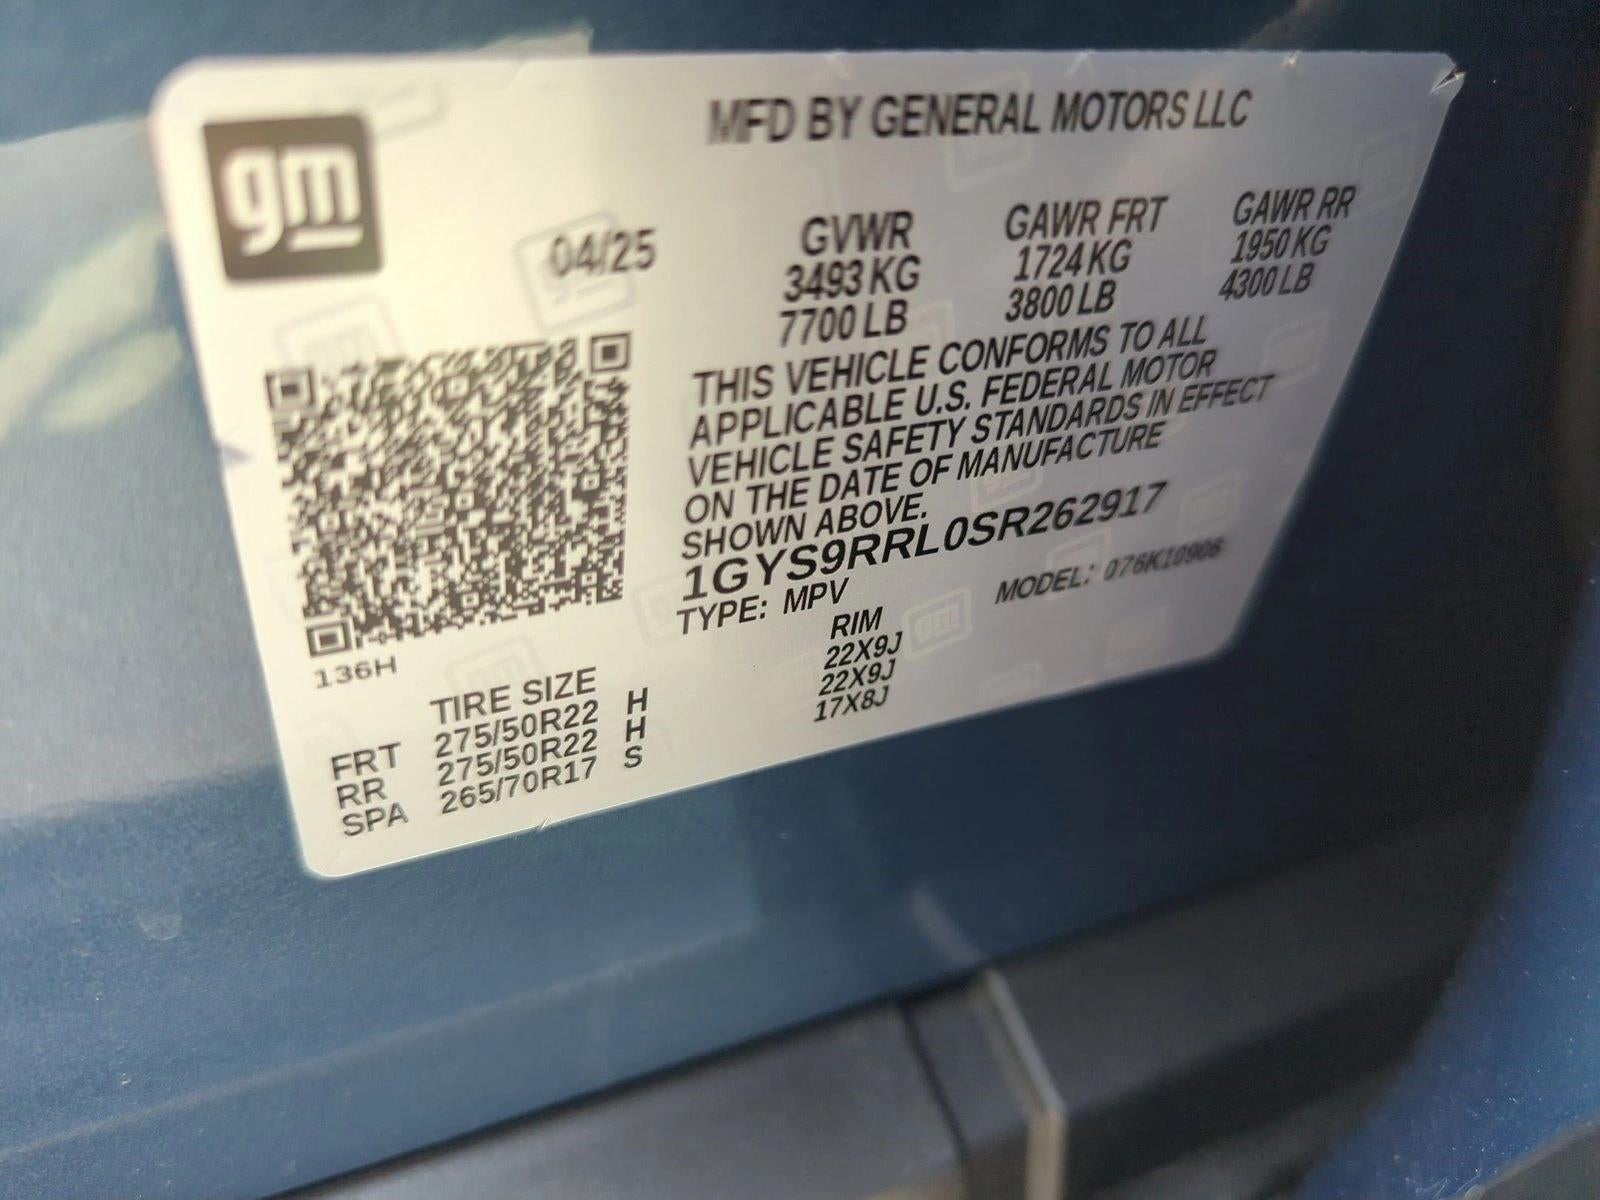 gm
MFD BY GENERAL MOTORS LLC
04/25
GVWR GAWR FRT GAWR RR
3493 KG 1724 KG 1950 KG
7700 LB 3800 LB 4300 LB
THIS VEHICLE CONFORMS TO ALL
APPLICABLE U.S. FEDERAL MOTOR
VEHICLE SAFETY STANDARDS IN EFFECT
ON THE DATE OF MANUFACTURE
SHOWN ABOVE.
1GYS9RRL0SR262917
TYPE: MPV MODEL: 076K10906
136H
TIRE SIZE RIM
FRT 275/50R22 H 22X9J
RR 275/50R22 H 22X9J
SPA 265/70R17 S 17X8J